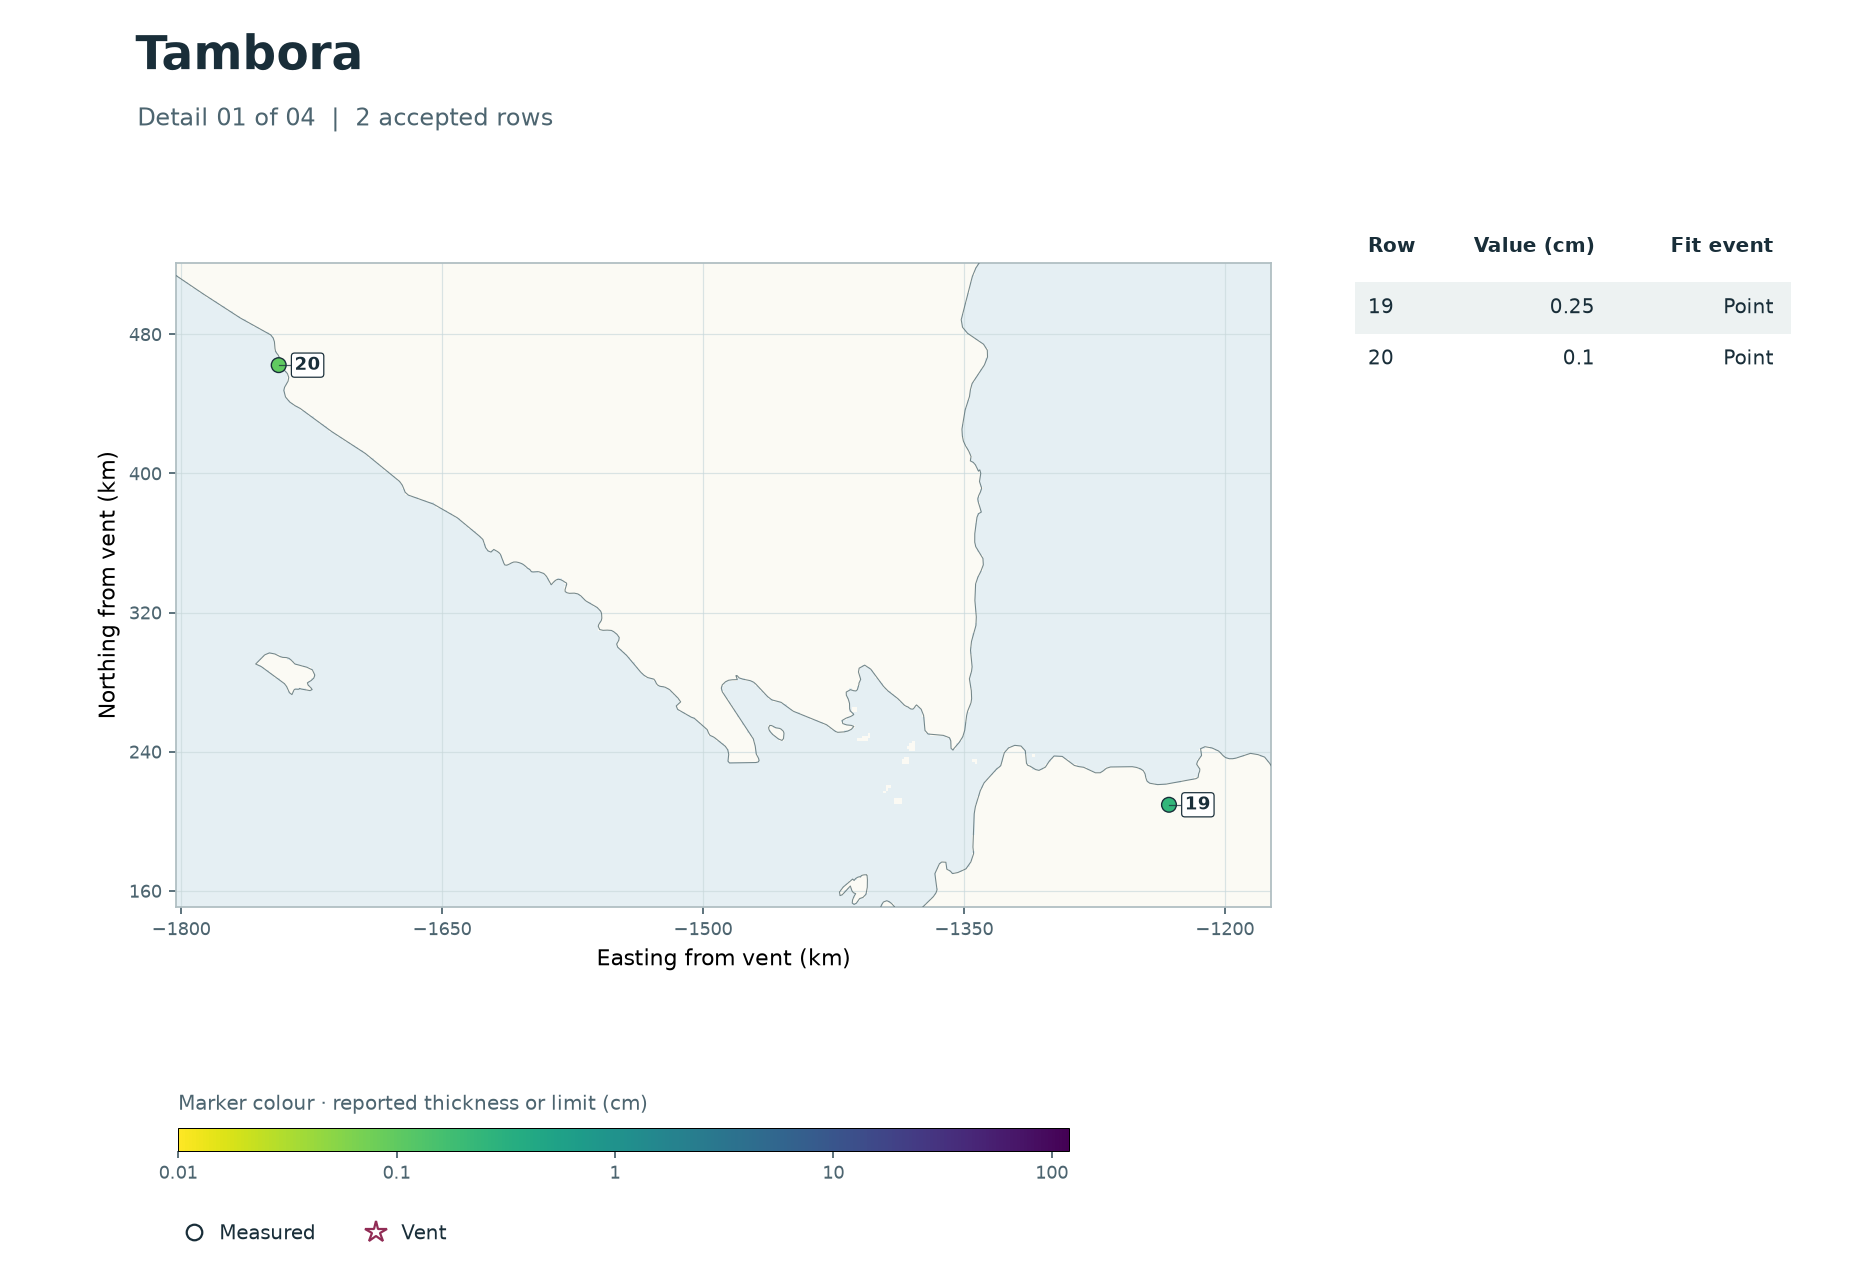 Tambora
Detail 01 of 04 | 2 accepted rows
Row Value (cm) Fit event
19 0.25 Point
20 0.1 Point
Northing from vent (km)
480
400
320
240
160
20
19
−1800 −1650 −1500 −1350 −1200
Easting from vent (km)
Marker colour · reported thickness or limit (cm)
0.01 0.1 1 10 100
Measured Vent